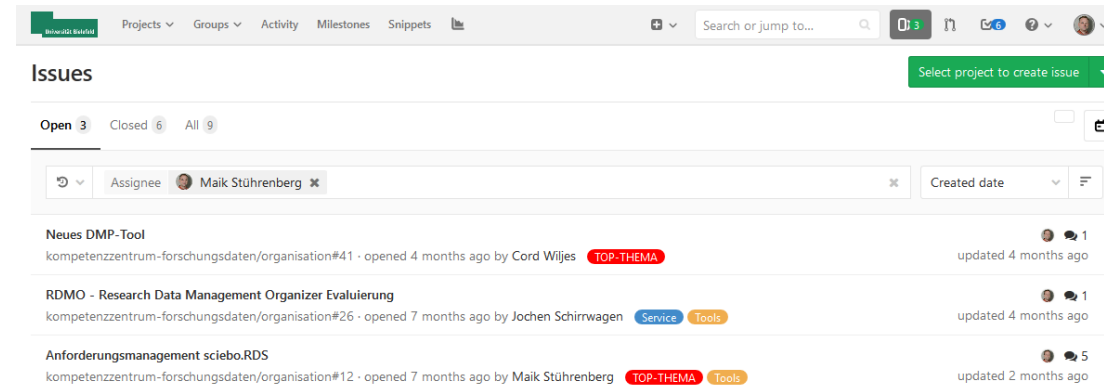 Universität Bielefeld Projects Groups Activity Milestones Snippets Search or jump to... 3 6
Issues Select project to create issue
Open 3 Closed 6 All 9
Assignee Maik Stührenberg Created date
Neues DMP-Tool 1
kompetenzzentrum-forschungsdaten/organisation#41 · opened 4 months ago by Cord Wiljes TOP-THEMA updated 4 months ago
RDMO - Research Data Management Organizer Evaluierung 1
kompetenzzentrum-forschungsdaten/organisation#26 · opened 7 months ago by Jochen Schirrwagen Service Tools updated 4 months ago
Anforderungsmanagement sciebo.RDS 5
kompetenzzentrum-forschungsdaten/organisation#12 · opened 7 months ago by Maik Stührenberg TOP-THEMA Tools updated 2 months ago